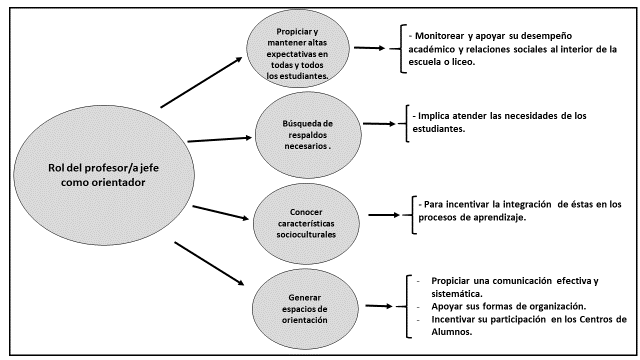 Rol del profesor/a jefe
como orientador
Propiciar y
mantener altas
expectativas en
todas y todos
los estudiantes.
- Monitorear y apoyar su desempeño
académico y relaciones sociales al interior de la
escuela o liceo.
Búsqueda de
respaldos
necesarios .
- Implica atender las necesidades de los
estudiantes.
Conocer
características
socioculturales
- Para incentivar la integración de éstas en los
procesos de aprendizaje.
Generar
espacios de
orientación
- Propiciar una comunicación efectiva y
sistemática.
- Apoyar sus formas de organización.
- Incentivar su participación en los Centros de
Alumnos.